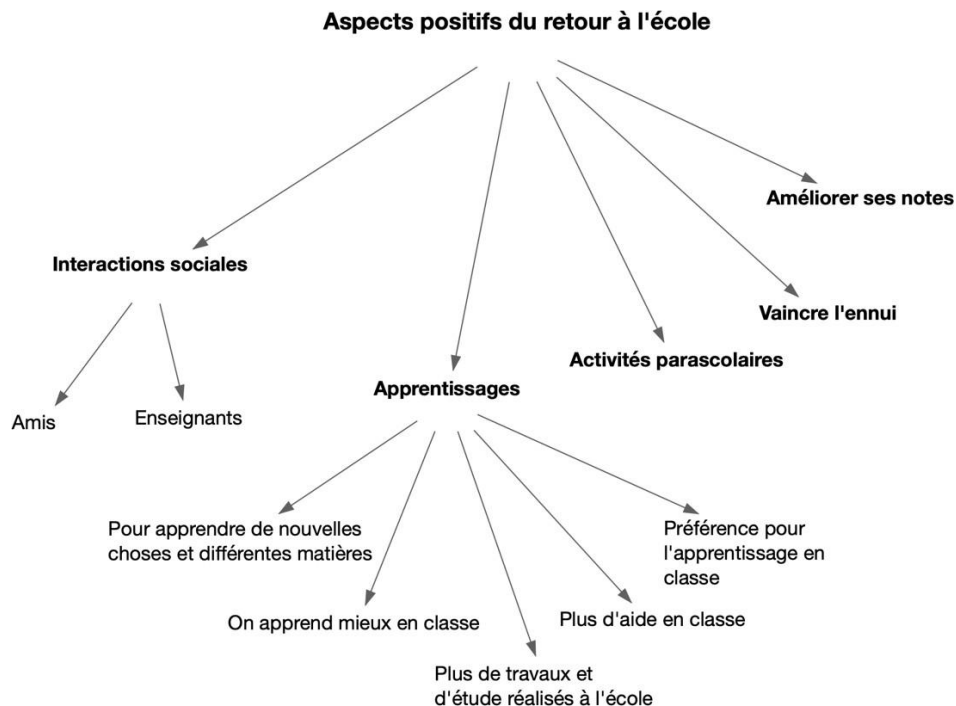 Aspects positifs du retour à l'école
Améliorer ses notes
Interactions sociales
Vaincre l'ennui
Activités parascolaires
Apprentissages
Amis
Enseignants
Pour apprendre de nouvelles
choses et différentes matières
Préférence pour
l'apprentissage en
classe
On apprend mieux en classe
Plus d'aide en classe
Plus de travaux et
d'étude réalisés à l'école